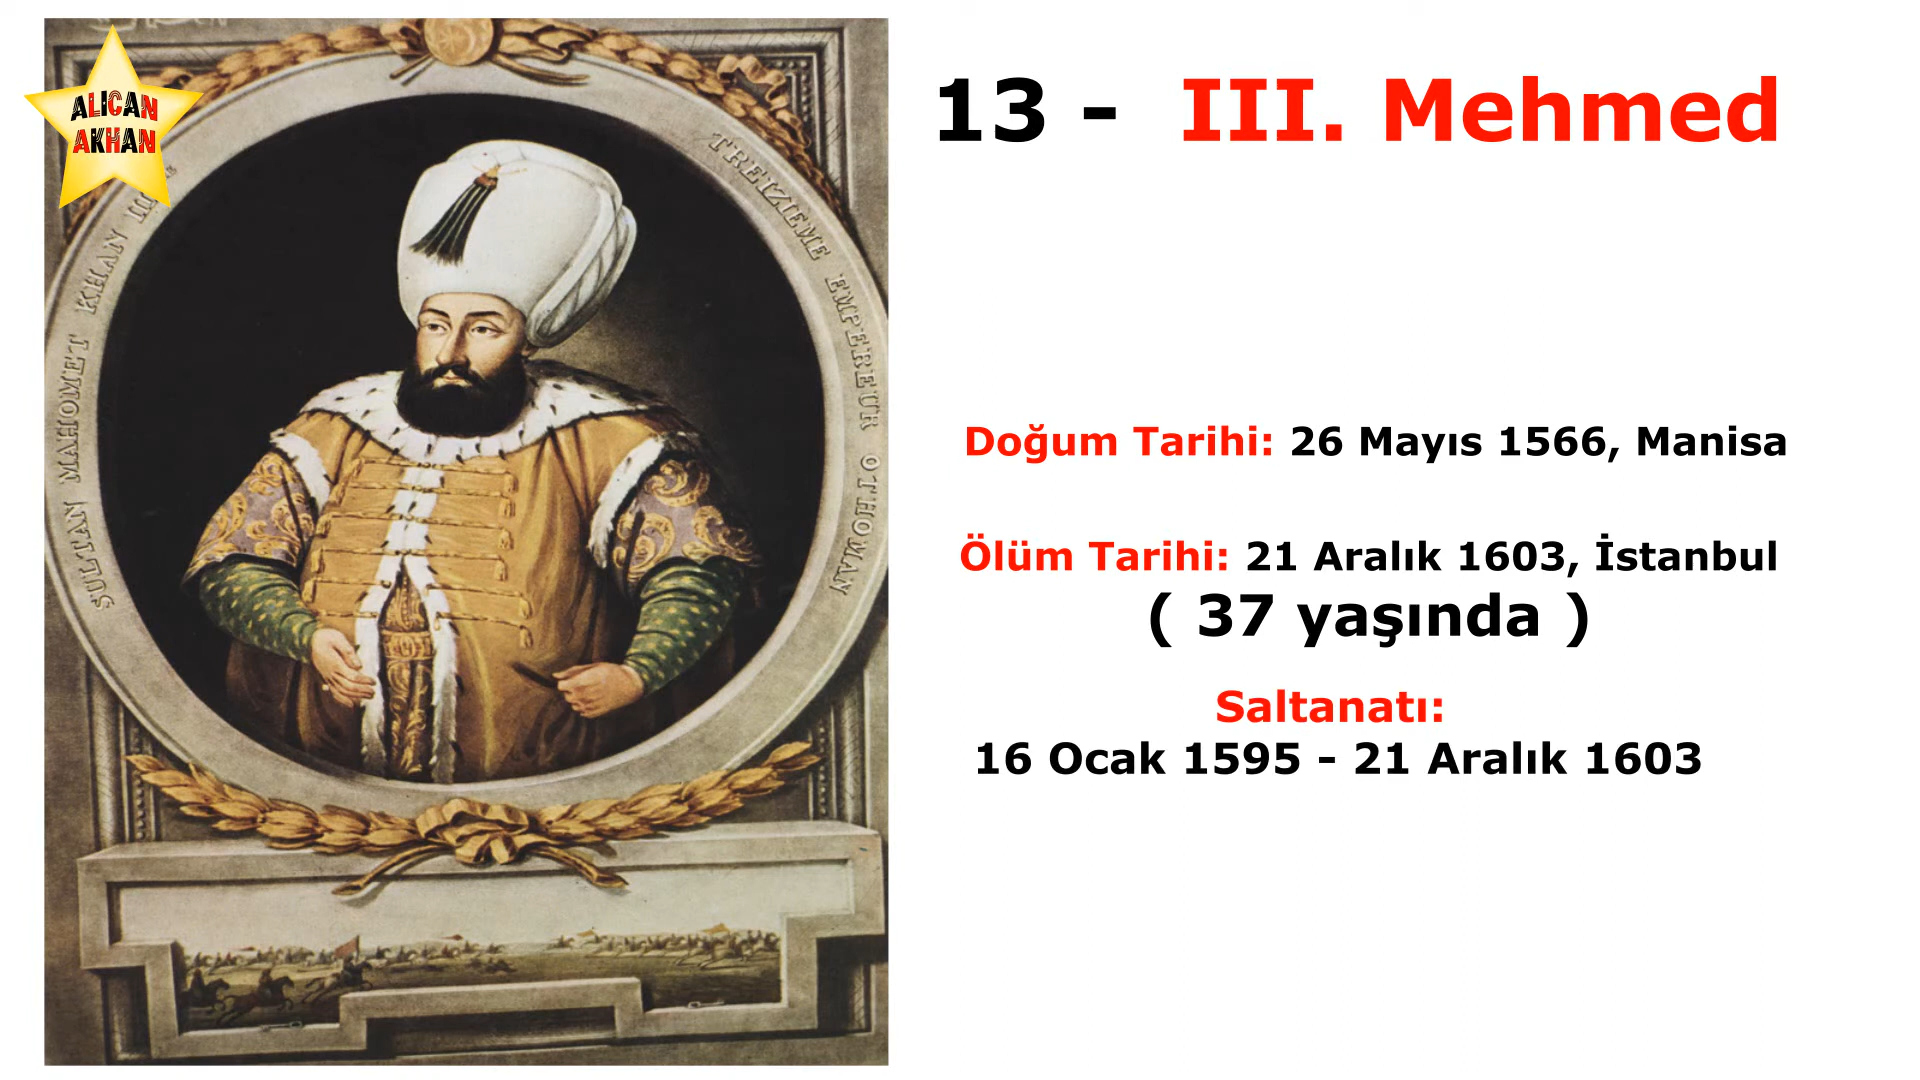 ALICAN
AKHAN
SULTAN MAHOMET KHAN III
TREIZIEME EMPEREUR OTHOMAN
13 - III. Mehmed
Doğum Tarihi: 26 Mayıs 1566, Manisa
Ölüm Tarihi: 21 Aralık 1603, İstanbul
( 37 yaşında )
Saltanatı:
16 Ocak 1595 - 21 Aralık 1603